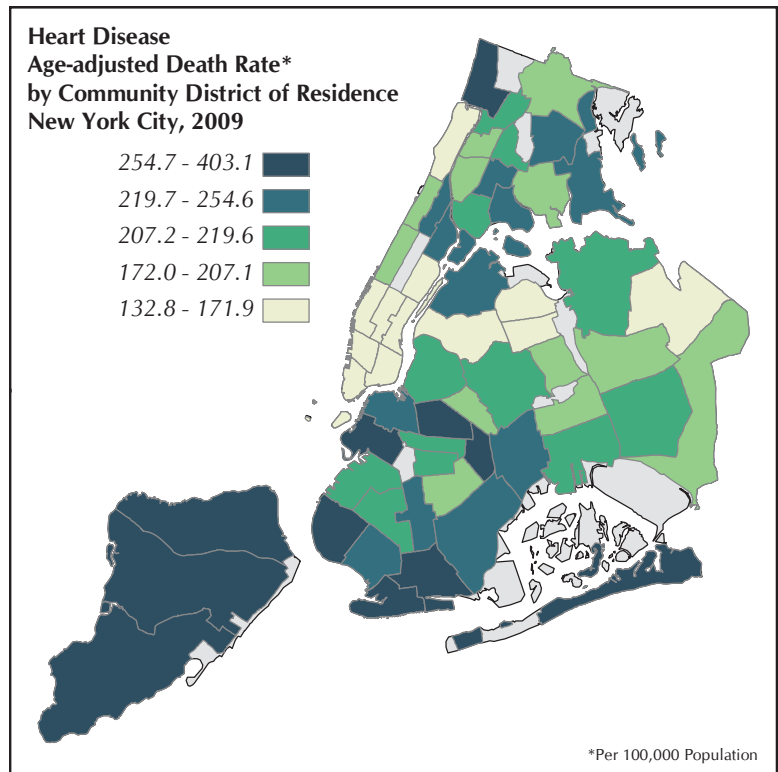 Heart Disease
Age-adjusted Death Rate*
by Community District of Residence
New York City, 2009
254.7 - 403.1
219.7 - 254.6
207.2 - 219.6
172.0 - 207.1
132.8 - 171.9
*Per 100,000 Population